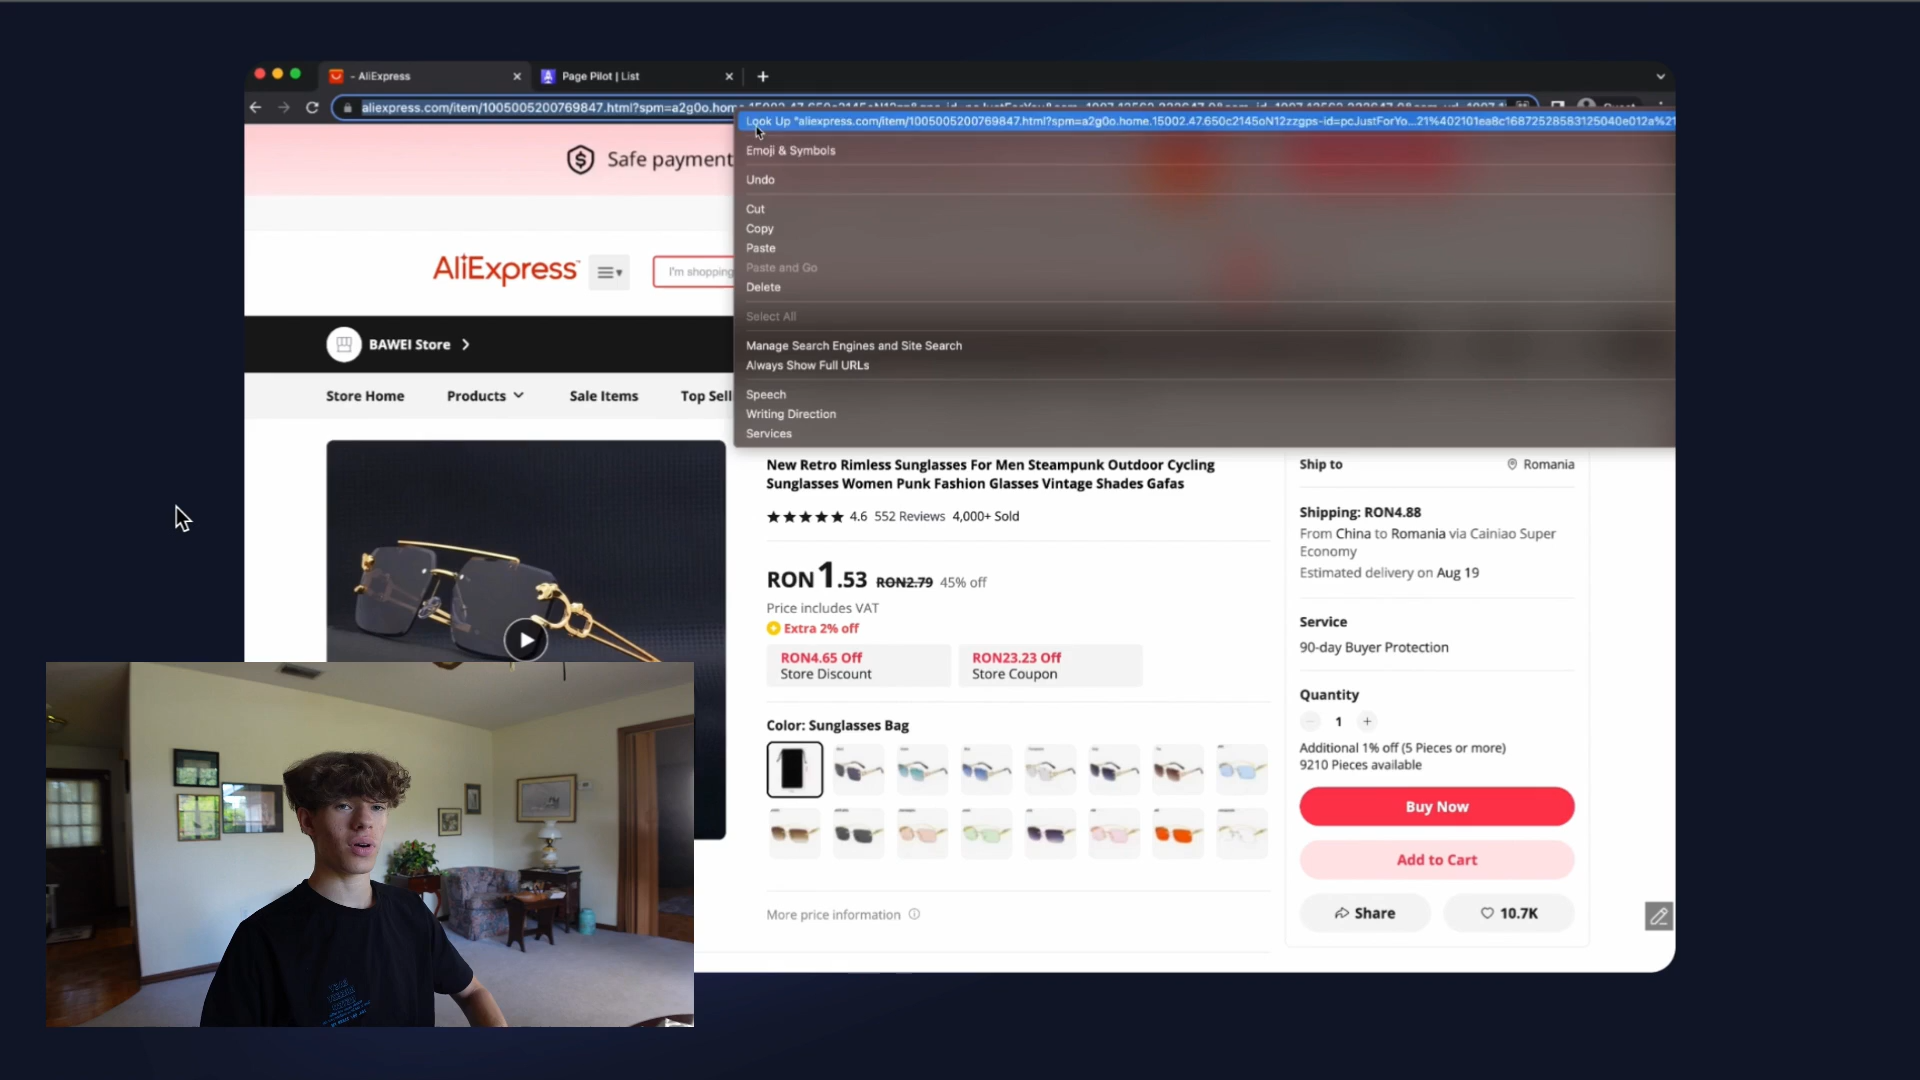 - AliExpress
Page Pilot | List
Look Up "aliexpress.com/item/1005005200769847.html?spm=a2g0o.home.15002.47.650c2145oN12zzgps-id=pcJustForYo...21%402101ea8c16872528583125040e012a%21
aliexpress.com/item/1005005200769847.html?spm=a2g0o.home
Emoji & Symbols
Undo
Cut
Copy
Paste
Paste and Go
Delete
Select All
Manage Search Engines and Site Search
Always Show Full URLs
Speech
Writing Direction
Services
Safe payment
AliExpress
I'm shopping
BAWEI Store
Store Home
Products
Sale Items
Top Sell
New Retro Rimless Sunglasses For Men Steampunk Outdoor Cycling
Sunglasses Women Punk Fashion Glasses Vintage Shades Gafas
4.6 552 Reviews 4,000+ Sold
RON1.53 RON2.79 45% off
Price includes VAT
Extra 2% off
RON4.65 Off
Store Discount
RON23.23 Off
Store Coupon
Color: Sunglasses Bag
More price information
Ship to
Romania
Shipping: RON4.88
From China to Romania via Cainiao Super
Economy
Estimated delivery on Aug 19
Service
90-day Buyer Protection
Quantity
1
Additional 1% off (5 Pieces or more)
9210 Pieces available
Buy Now
Add to Cart
Share
10.7K